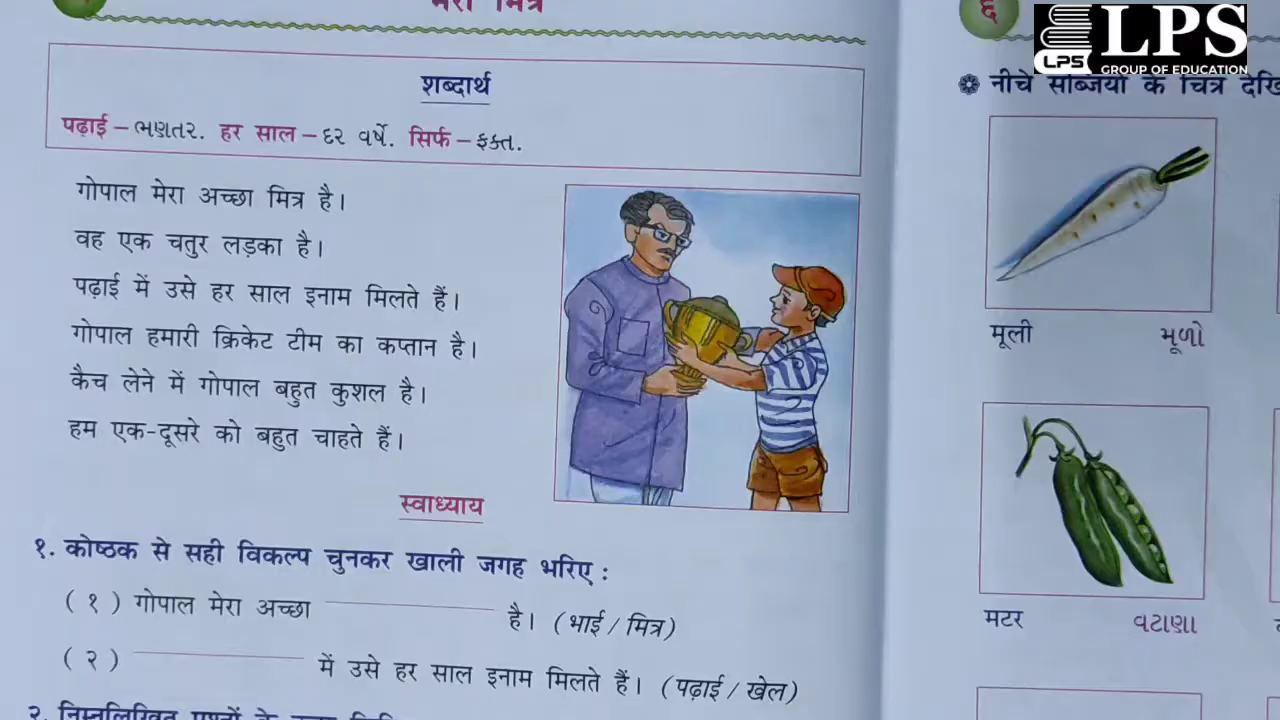 मेरा मित्र
शब्दार्थ
पढ़ाई – ભણતર. हर साल – દર વર્ષે. सिर्फ – ફક્ત.
गोपाल मेरा अच्छा मित्र है।
वह एक चतुर लड़का है।
पढ़ाई में उसे हर साल इनाम मिलते हैं।
गोपाल हमारी क्रिकेट टीम का कप्तान है।
कैच लेने में गोपाल बहुत कुशल है।
हम एक-दूसरे को बहुत चाहते हैं।
स्वाध्याय
१. कोष्ठक से सही विकल्प चुनकर खाली जगह भरिए :
( १ ) गोपाल मेरा अच्छा ________ है। (भाई / मित्र)
( २ ) ________ में उसे हर साल इनाम मिलते हैं। (पढ़ाई / खेल)
६
LPS
LPS
GROUP OF EDUCATION
नीचे सब्जियों के चित्र
मूली મૂળો
मटर વટાણા